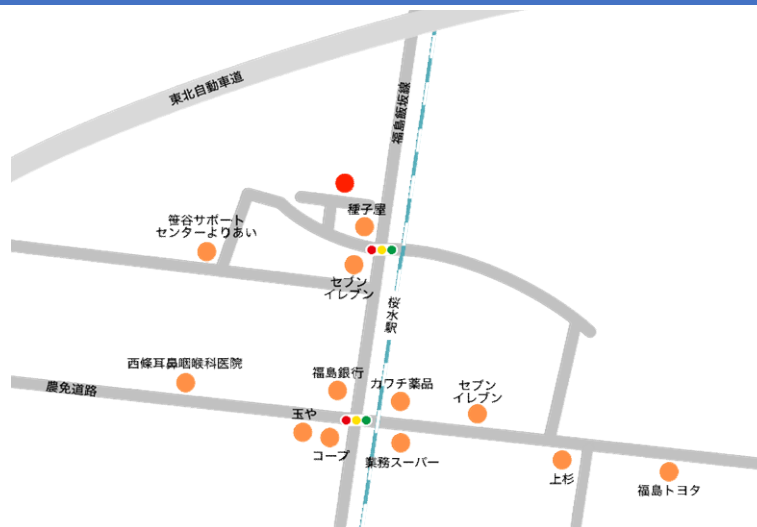 東北自動車道
福島飯坂線
種子屋
笹谷サポート
センターよりあい
セブン
イレブン
桜水駅
西條耳鼻咽喉科医院
農免道路
福島銀行
カワチ薬品
セブン
イレブン
玉や
コープ
業務スーパー
上杉
福島トヨタ